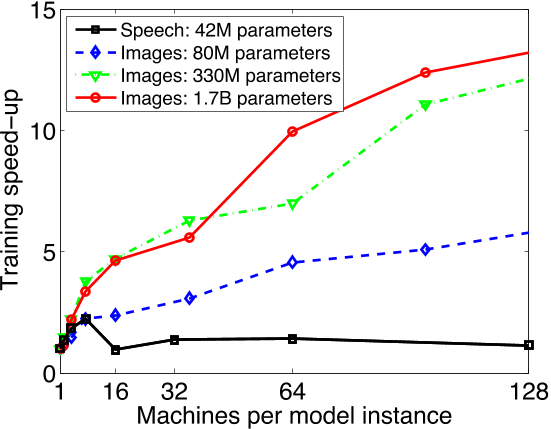 15
Speech: 42M parameters
Images: 80M parameters
Images: 330M parameters
Images: 1.7B parameters
10
Training speed−up
5
0
1 16 32 64 128
Machines per model instance